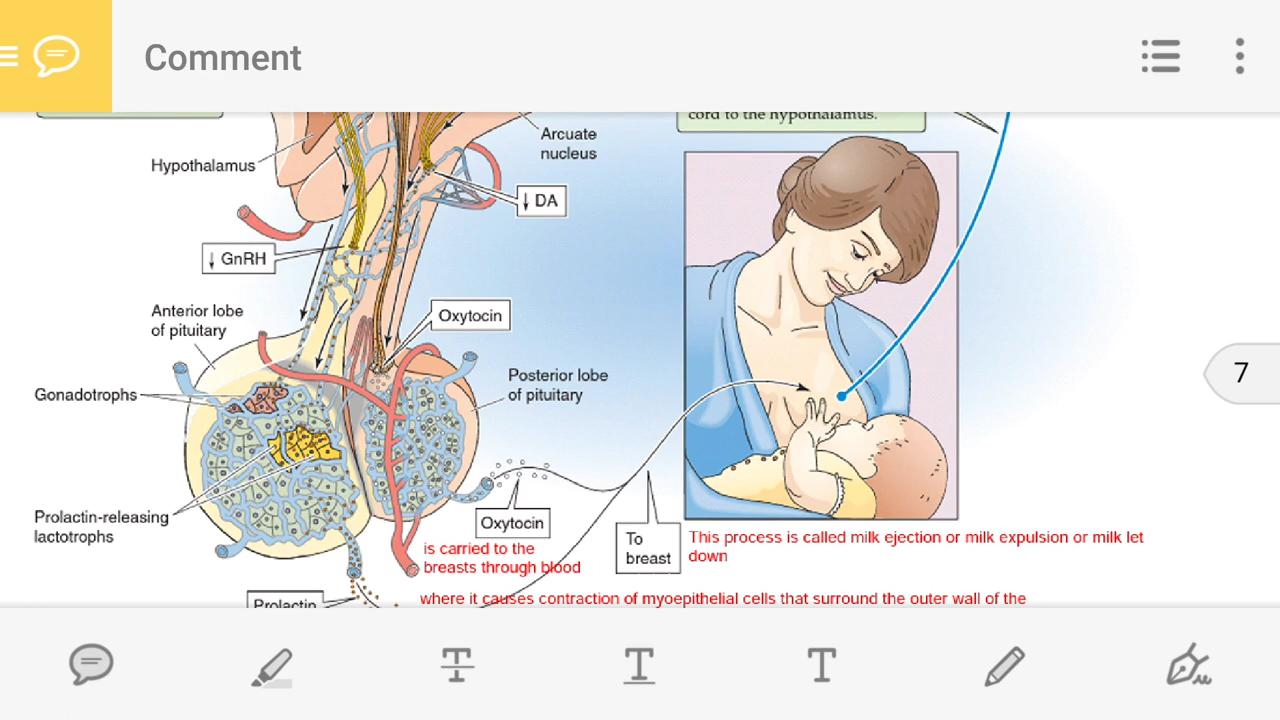 Comment
cord to the hypothalamus.
Arcuate
nucleus
Hypothalamus
↓ DA
↓ GnRH
Anterior lobe
of pituitary
Oxytocin
Posterior lobe
of pituitary
Gonadotrophs
7
Prolactin-releasing
lactotrophs
Oxytocin
is carried to the
breasts through blood
To
breast
This process is called milk ejection or milk expulsion or milk let
down
Prolactin
where it causes contraction of myoepithelial cells that surround the outer wall of the